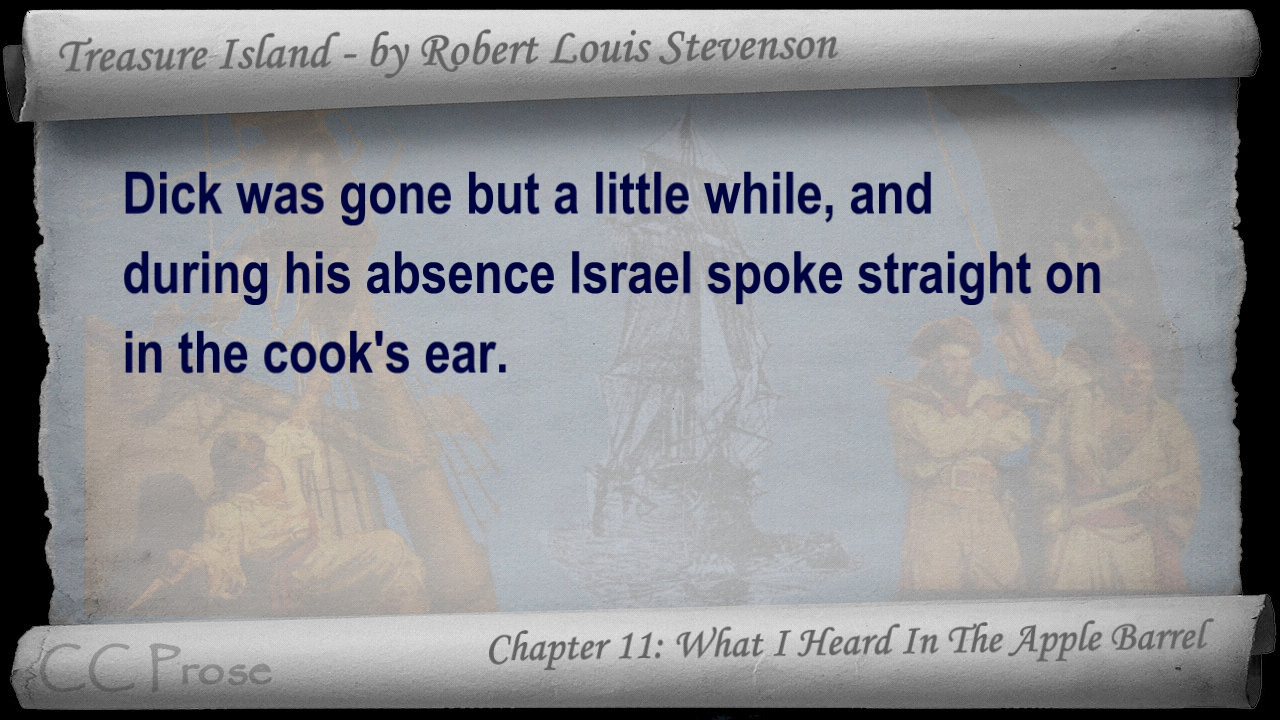 Treasure Island - by Robert Louis Stevenson
Dick was gone but a little while, and
during his absence Israel spoke straight on
in the cook's ear.
Chapter 11: What I Heard In The Apple Barrel
CC Prose